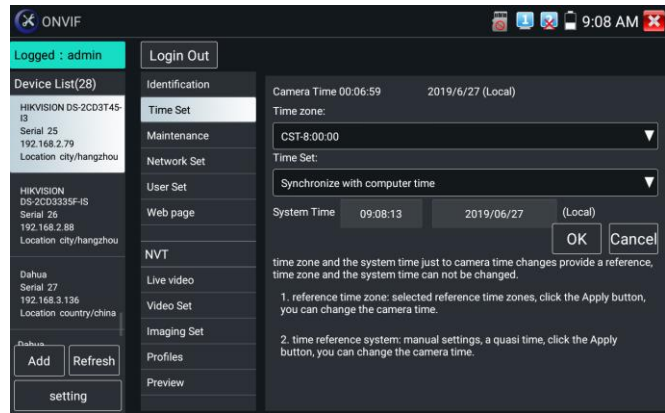 ONVIF
1
9:08 AM
Logged : admin
Login Out
Device List(28)
HIKVISION DS-2CD3T45-
I3
Serial 25
192.168.2.79
Location city/hangzhou
HIKVISION
DS-2CD3335F-IS
Serial 26
192.168.2.88
Location city/hangzhou
Dahua
Serial 27
192.168.3.136
Location country/china
Dahua
Add
Refresh
setting
Identification
Time Set
Maintenance
Network Set
User Set
Web page
NVT
Live video
Video Set
Imaging Set
Profiles
Preview
Camera Time 00:06:59 2019/6/27 (Local)
Time zone:
CST-8:00:00
Time Set:
Synchronize with computer time
System Time 09:08:13 2019/06/27 (Local)
OK Cancel
time zone and the system time just to camera time changes provide a reference,
time zone and the system time can not be changed.
1. reference time zone: selected reference time zones, click the Apply button,
you can change the camera time.
2. time reference system: manual settings, a quasi time, click the Apply
button, you can change the camera time.